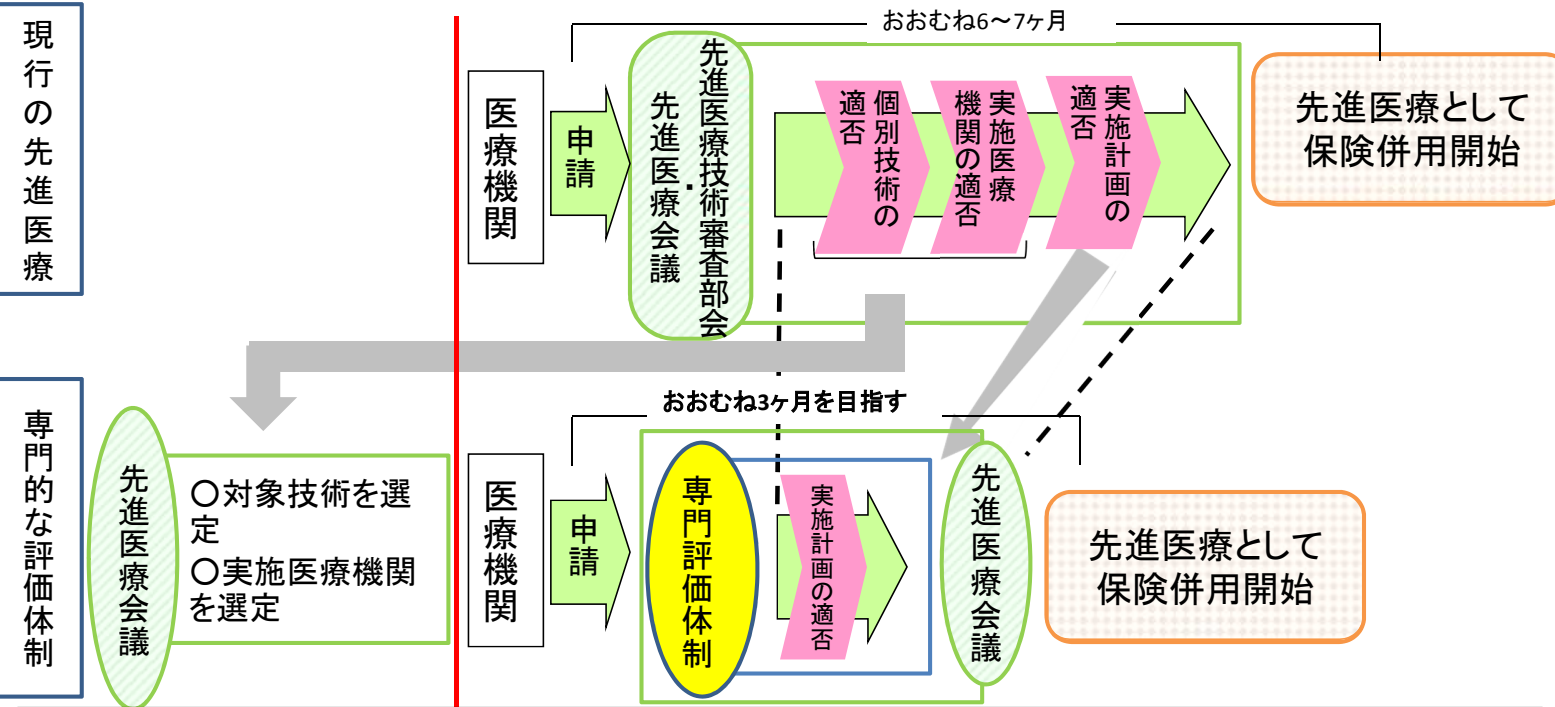 現行の先進医療
おおむね6～7ヶ月
医療機関
申請
先進医療技術審査部会
・
先進医療会議
個別技術の
適否
実施医療
機関の適否
実施計画の
適否
先進医療として
保険併用開始
専門的な評価体制
先進医療会議
○対象技術を選
定
○実施医療機関
を選定
おおむね3ヶ月を目指す
医療機関
申請
専門評価体制
実施計画の適否
先進医療会議
先進医療として
保険併用開始